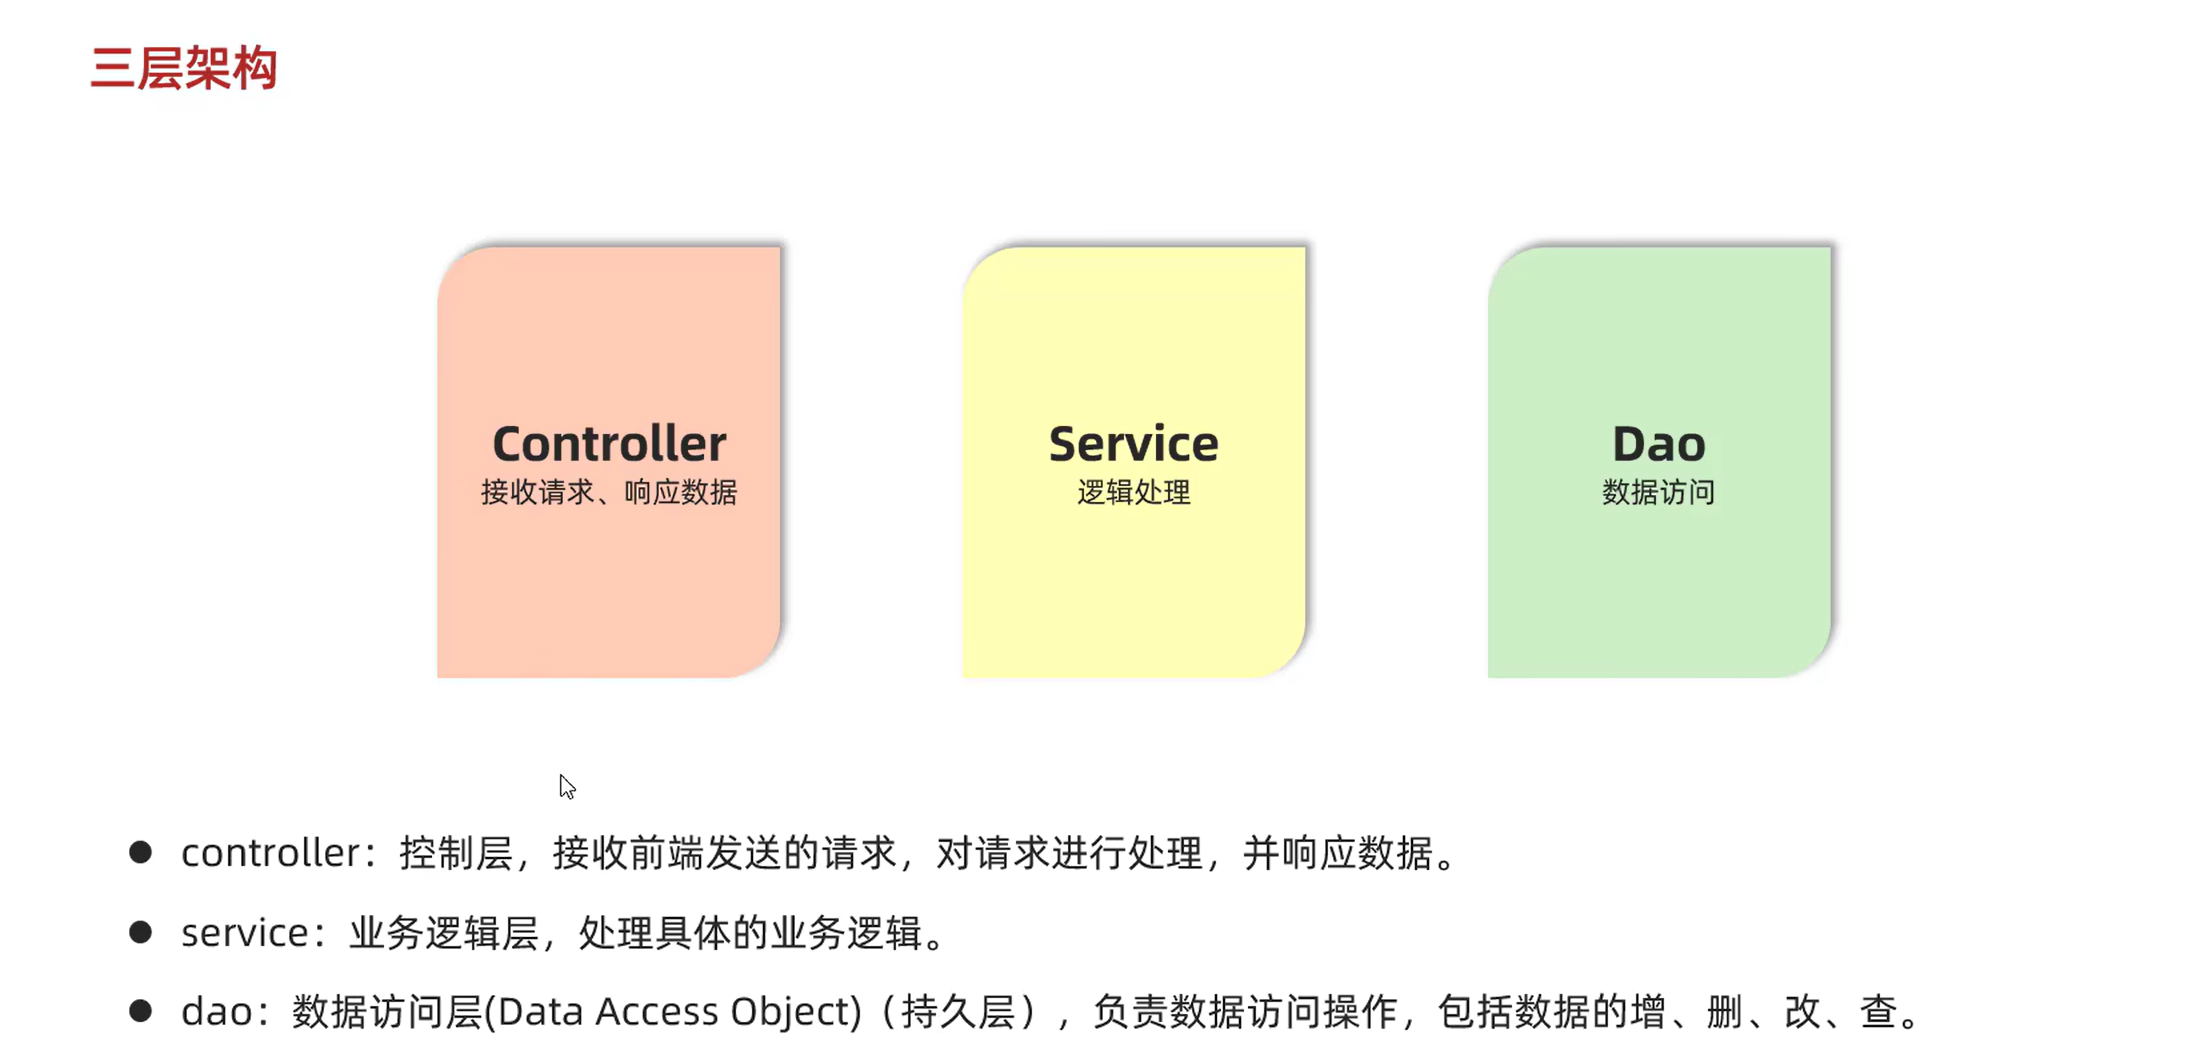 三层架构
Controller
接收请求、响应数据
Service
逻辑处理
Dao
数据访问
● controller：控制层，接收前端发送的请求，对请求进行处理，并响应数据。
● service：业务逻辑层，处理具体的业务逻辑。
● dao：数据访问层(Data Access Object)（持久层），负责数据访问操作，包括数据的增、删、改、查。